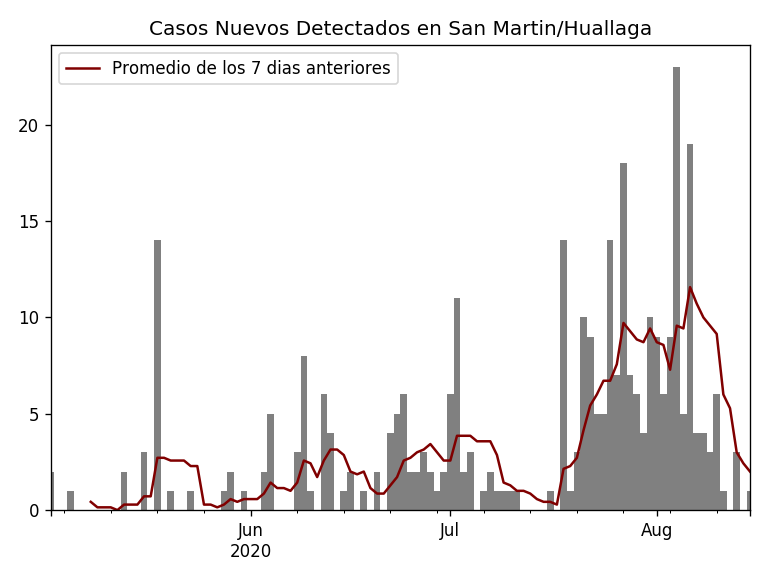 Casos Nuevos Detectados en San Martin/Huallaga
Promedio de los 7 dias anteriores
20
15
10
5
0
Jun
2020
Jul
Aug